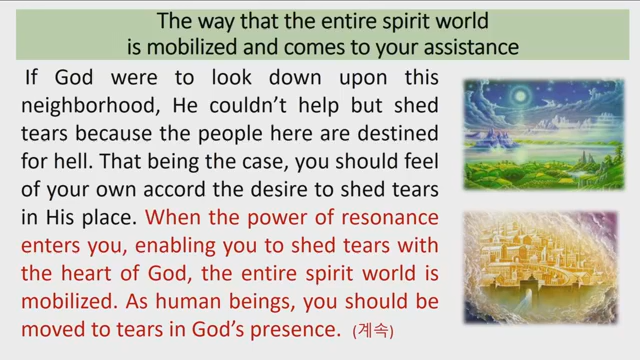 The way that the entire spirit world
is mobilized and comes to your assistance
If God were to look down upon this
neighborhood, He couldn't help but shed
tears because the people here are destined
for hell. That being the case, you should feel
of your own accord the desire to shed tears
in His place. When the power of resonance
enters you, enabling you to shed tears with
the heart of God, the entire spirit world is
mobilized. As human beings, you should be
moved to tears in God's presence. (계속)